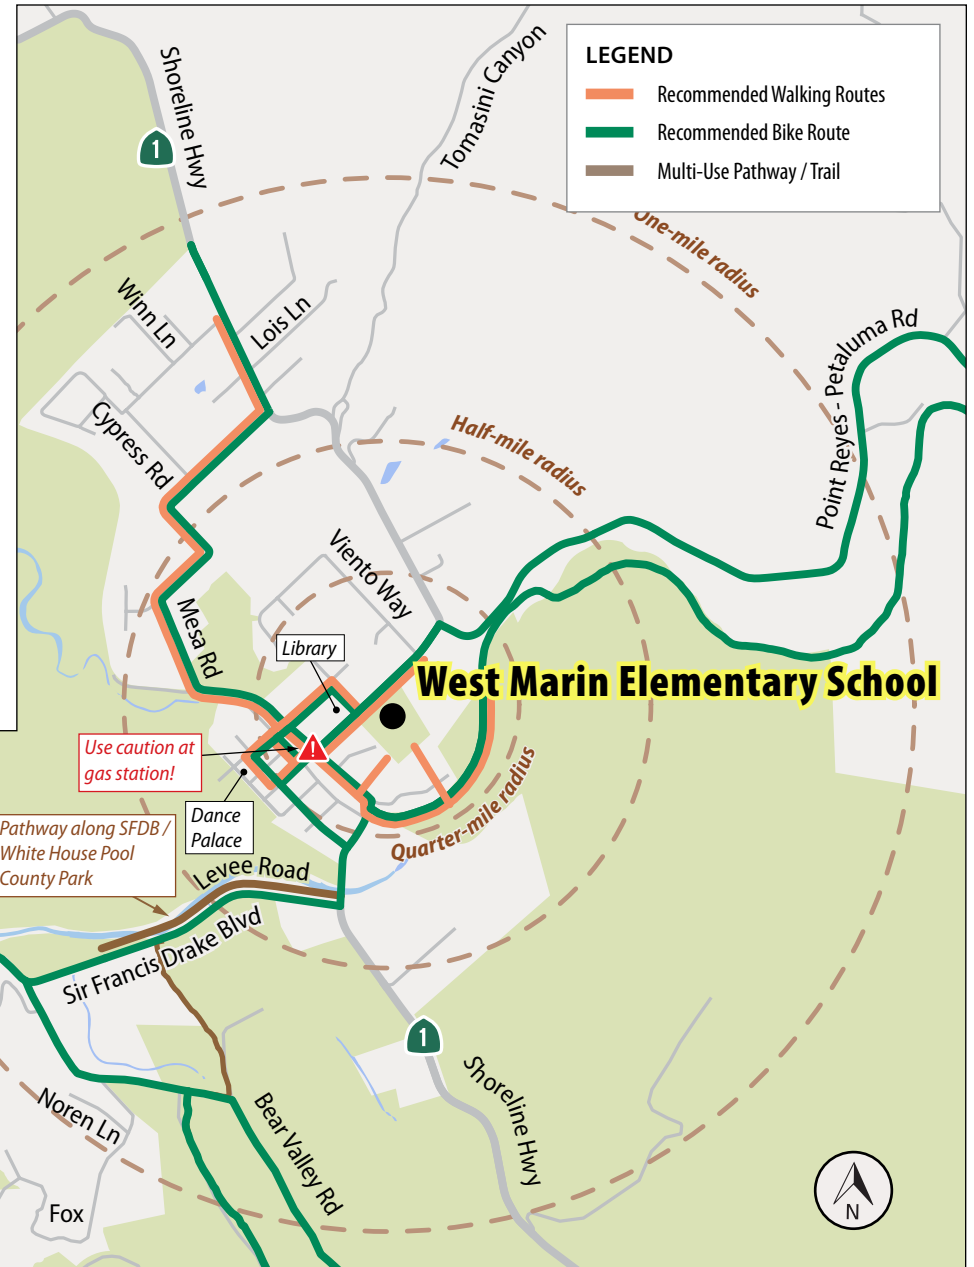 LEGEND
Recommended Walking Routes
Recommended Bike Route
Multi-Use Pathway / Trail
Shoreline Hwy
1
Tomasini Canyon
One-mile radius
Winn Ln
Lois Ln
Point Reyes - Petaluma Rd
Cypress Rd
Half-mile radius
Viento Way
Mesa Rd
Library
West Marin Elementary School
Use caution at
gas station!
Dance
Palace
Quarter-mile radius
Pathway along SFDB /
White House Pool
County Park
Levee Road
Sir Francis Drake Blvd
1
Shoreline Hwy
Noren Ln
Bear Valley Rd
Fox
N